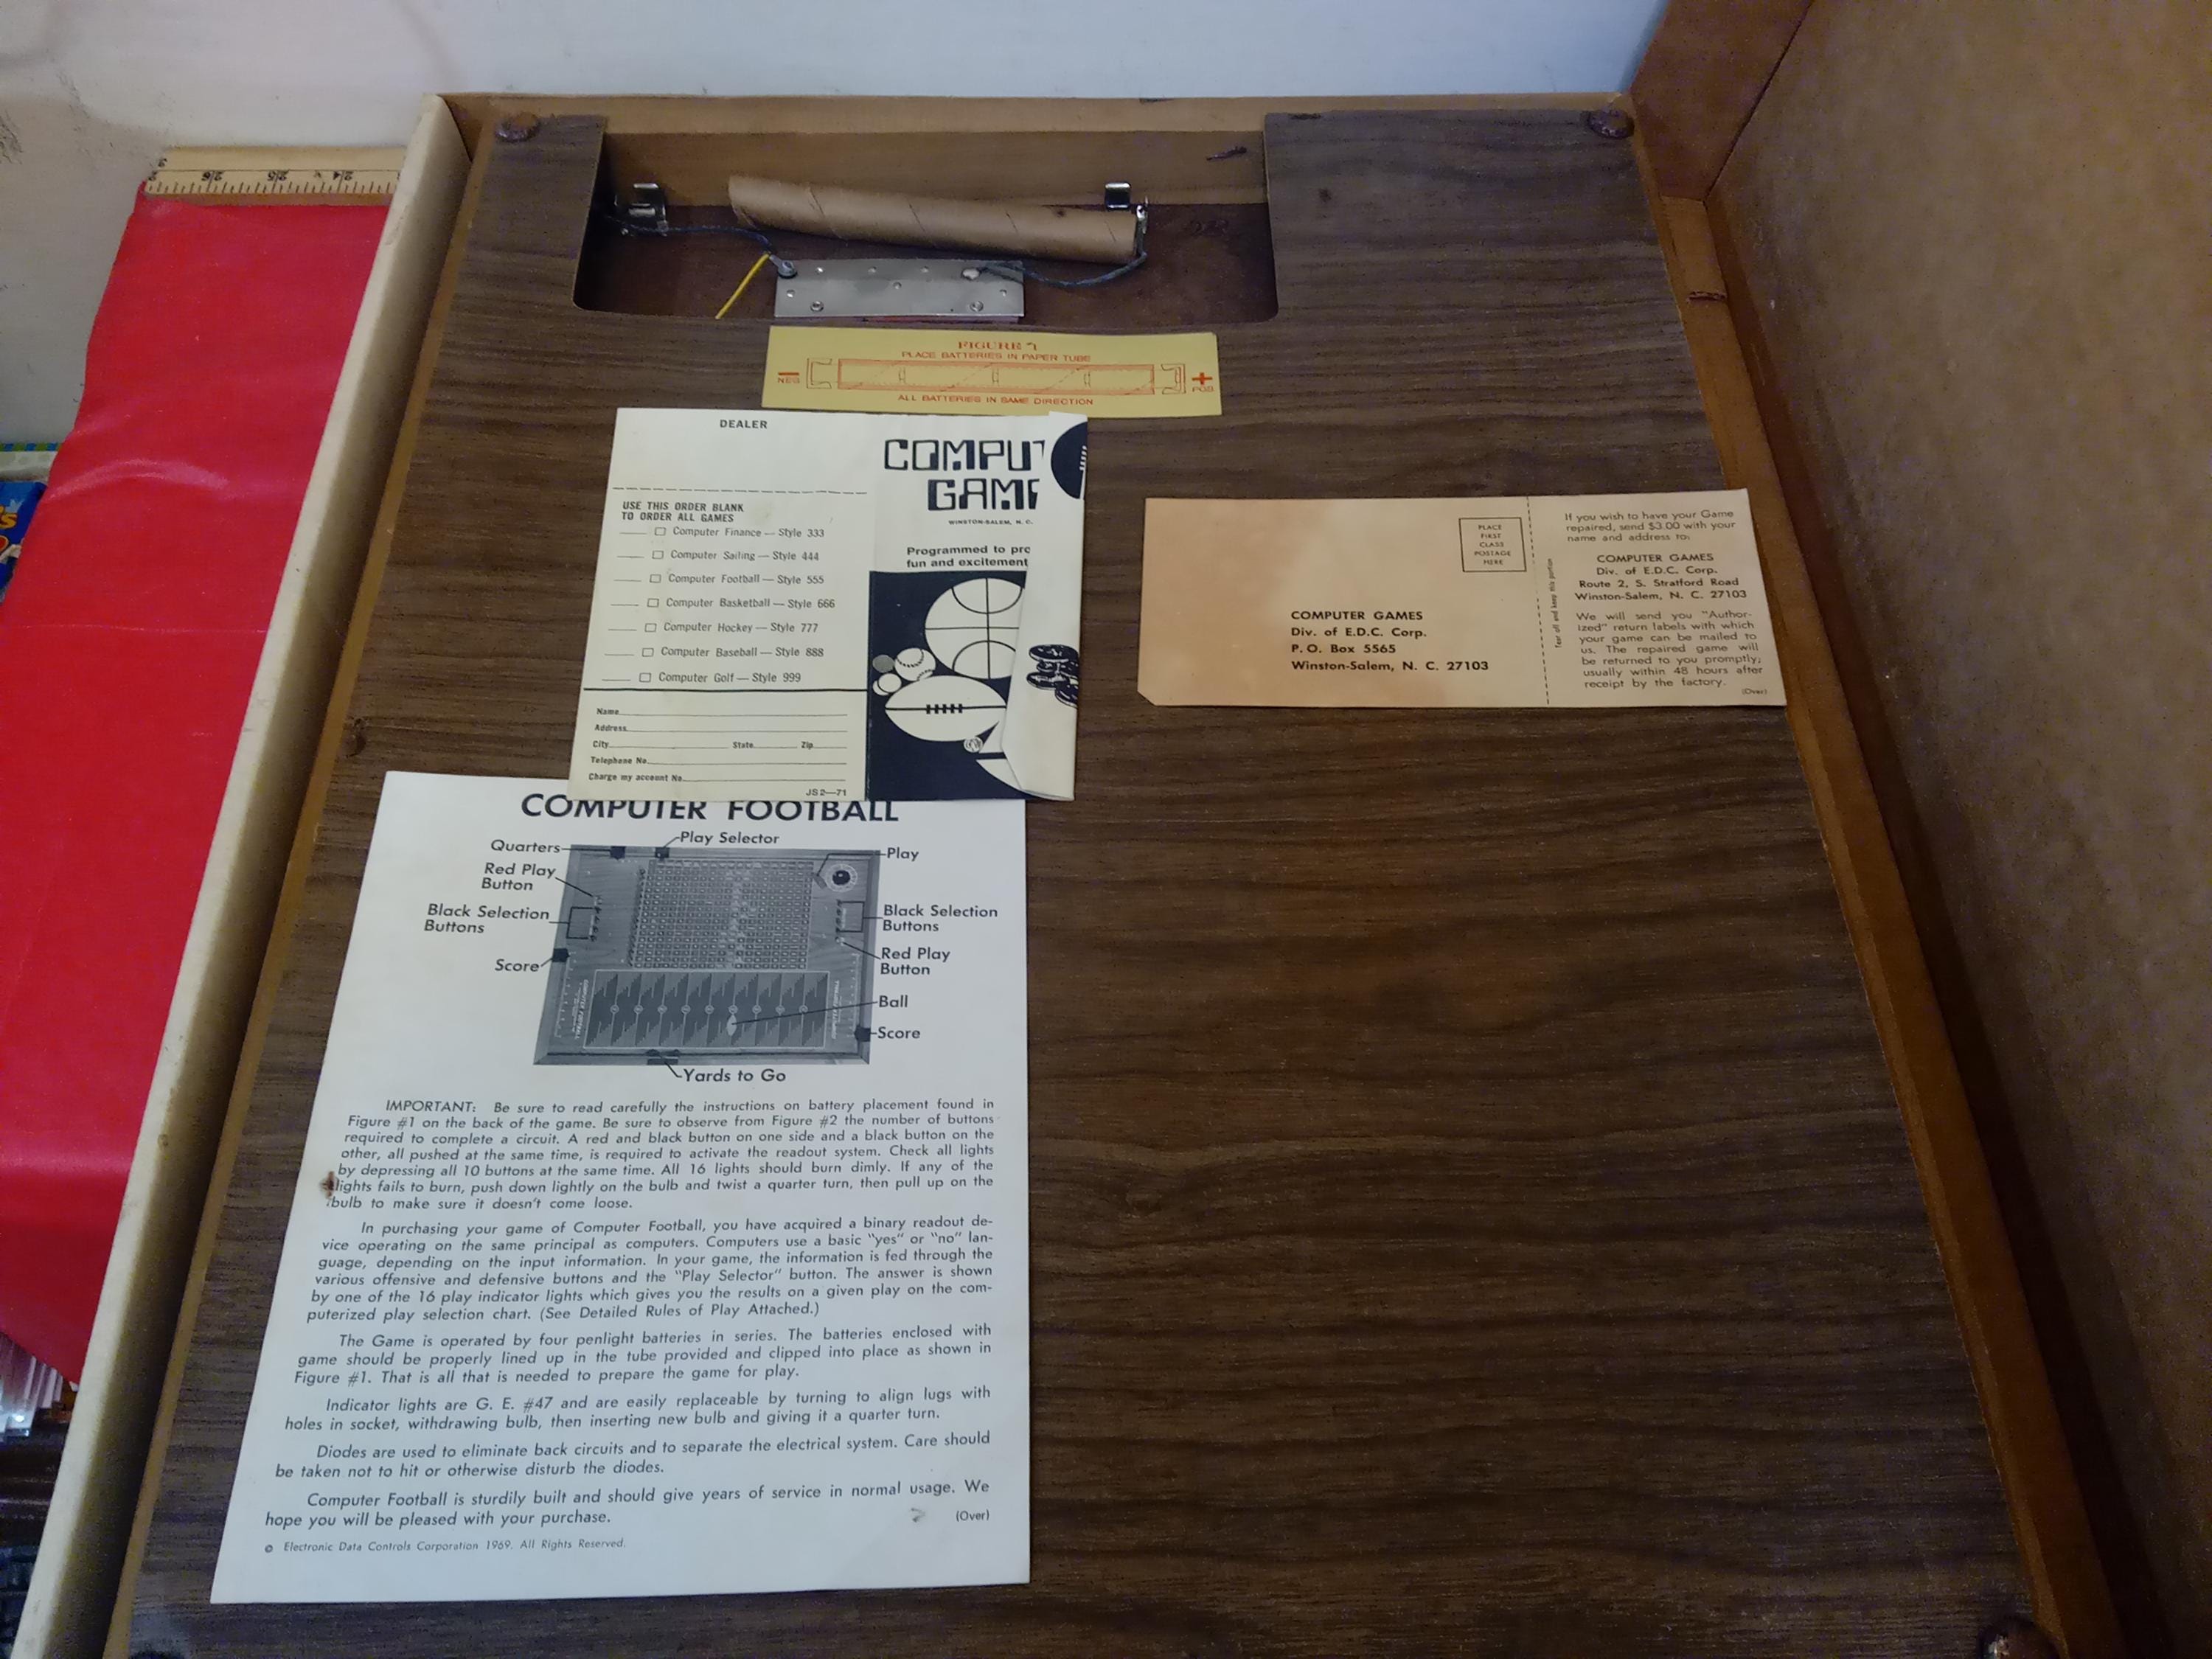 FIGURE 1
PLACE BATTERIES IN PAPER TUBE
NEG
POS
ALL BATTERIES IN SAME DIRECTION
DEALER
USE THIS ORDER BLANK
TO ORDER ALL GAMES
Computer Finance — Style 333
Computer Sailing — Style 444
Computer Football — Style 555
Computer Basketball — Style 666
Computer Hockey — Style 777
Computer Baseball — Style 888
Computer Golf — Style 999
Name
Address
City State Zip
Telephone No.
Charge my account No.
JS 2—71
COMPUT
GAM
WINSTON-SALEM, N. C.
Programmed to pro
fun and excitement
PLACE
FIRST
CLASS
POSTAGE
HERE
COMPUTER GAMES
Div. of E.D.C. Corp.
P. O. Box 5565
Winston-Salem, N. C. 27103
Tear off and keep this portion
If you wish to have your Game
repaired, send $3.00 with your
name and address to:
COMPUTER GAMES
Div. of E.D.C. Corp.
Route 2, S. Stratford Road
Winston-Salem, N. C. 27103
We will send you "Author-
ized" return labels with which
your game can be mailed to
us. The repaired game will
be returned to you promptly;
usually within 48 hours after
receipt by the factory.
(Over)
COMPUTER FOOTBALL
Quarters
Play Selector
Play
Red Play
Button
Black Selection
Buttons
Score
Black Selection
Buttons
Red Play
Button
Ball
Score
Yards to Go
IMPORTANT: Be sure to read carefully the instructions on battery placement found in
Figure #1 on the back of the game. Be sure to observe from Figure #2 the number of buttons
required to complete a circuit. A red and black button on one side and a black button on the
other, all pushed at the same time, is required to activate the readout system. Check all lights
by depressing all 10 buttons at the same time. All 16 lights should burn dimly. If any of the
lights fails to burn, push down lightly on the bulb and twist a quarter turn, then pull up on the
bulb to make sure it doesn't come loose.
In purchasing your game of Computer Football, you have acquired a binary readout de-
vice operating on the same principal as computers. Computers use a basic "yes" or "no" lan-
guage, depending on the input information. In your game, the information is fed through the
various offensive and defensive buttons and the "Play Selector" button. The answer is shown
by one of the 16 play indicator lights which gives you the results on a given play on the com-
puterized play selection chart. (See Detailed Rules of Play Attached.)
The Game is operated by four penlight batteries in series. The batteries enclosed with
game should be properly lined up in the tube provided and clipped into place as shown in
Figure #1. That is all that is needed to prepare the game for play.
Indicator lights are G. E. #47 and are easily replaceable by turning to align lugs with
holes in socket, withdrawing bulb, then inserting new bulb and giving it a quarter turn.
Diodes are used to eliminate back circuits and to separate the electrical system. Care should
be taken not to hit or otherwise disturb the diodes.
Computer Football is sturdily built and should give years of service in normal usage. We
hope you will be pleased with your purchase.
(Over)
© Electronic Data Controls Corporation 1969. All Rights Reserved.
26 25 24